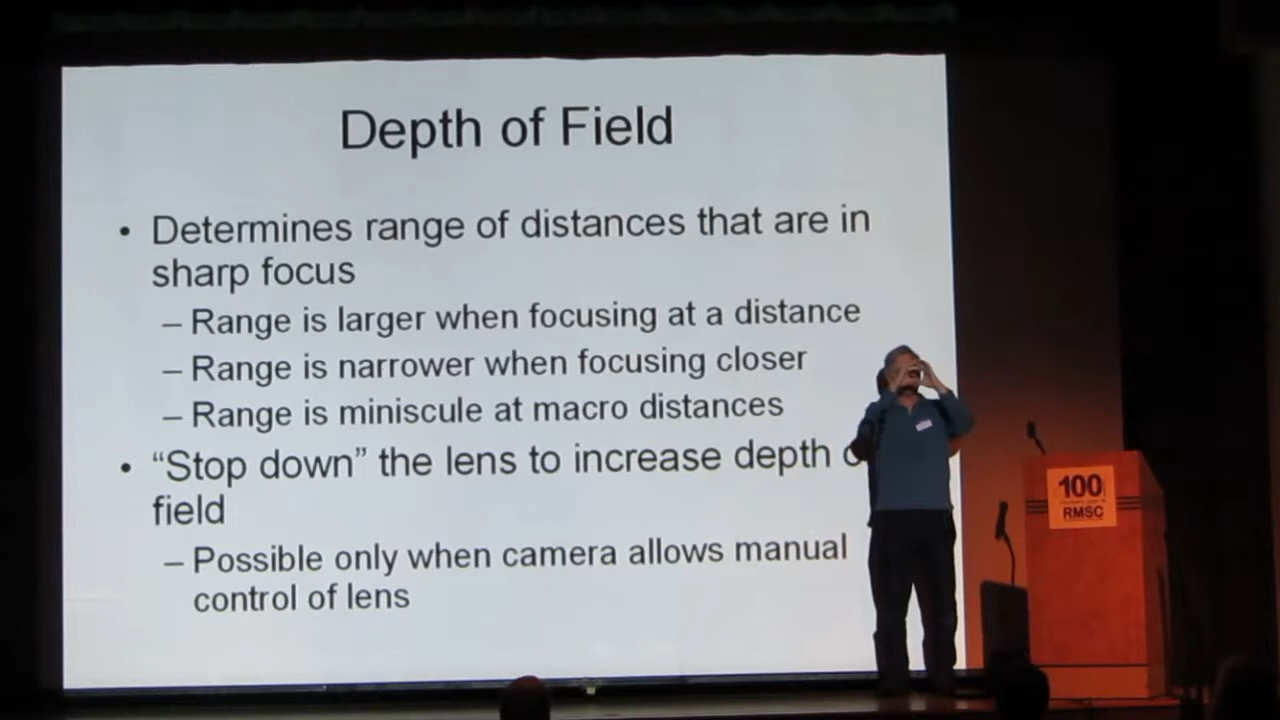 Depth of Field
• Determines range of distances that are in
sharp focus
– Range is larger when focusing at a distance
– Range is narrower when focusing closer
– Range is miniscule at macro distances
• “Stop down” the lens to increase depth
field
– Possible only when camera allows manual
control of lens
100
RMSC